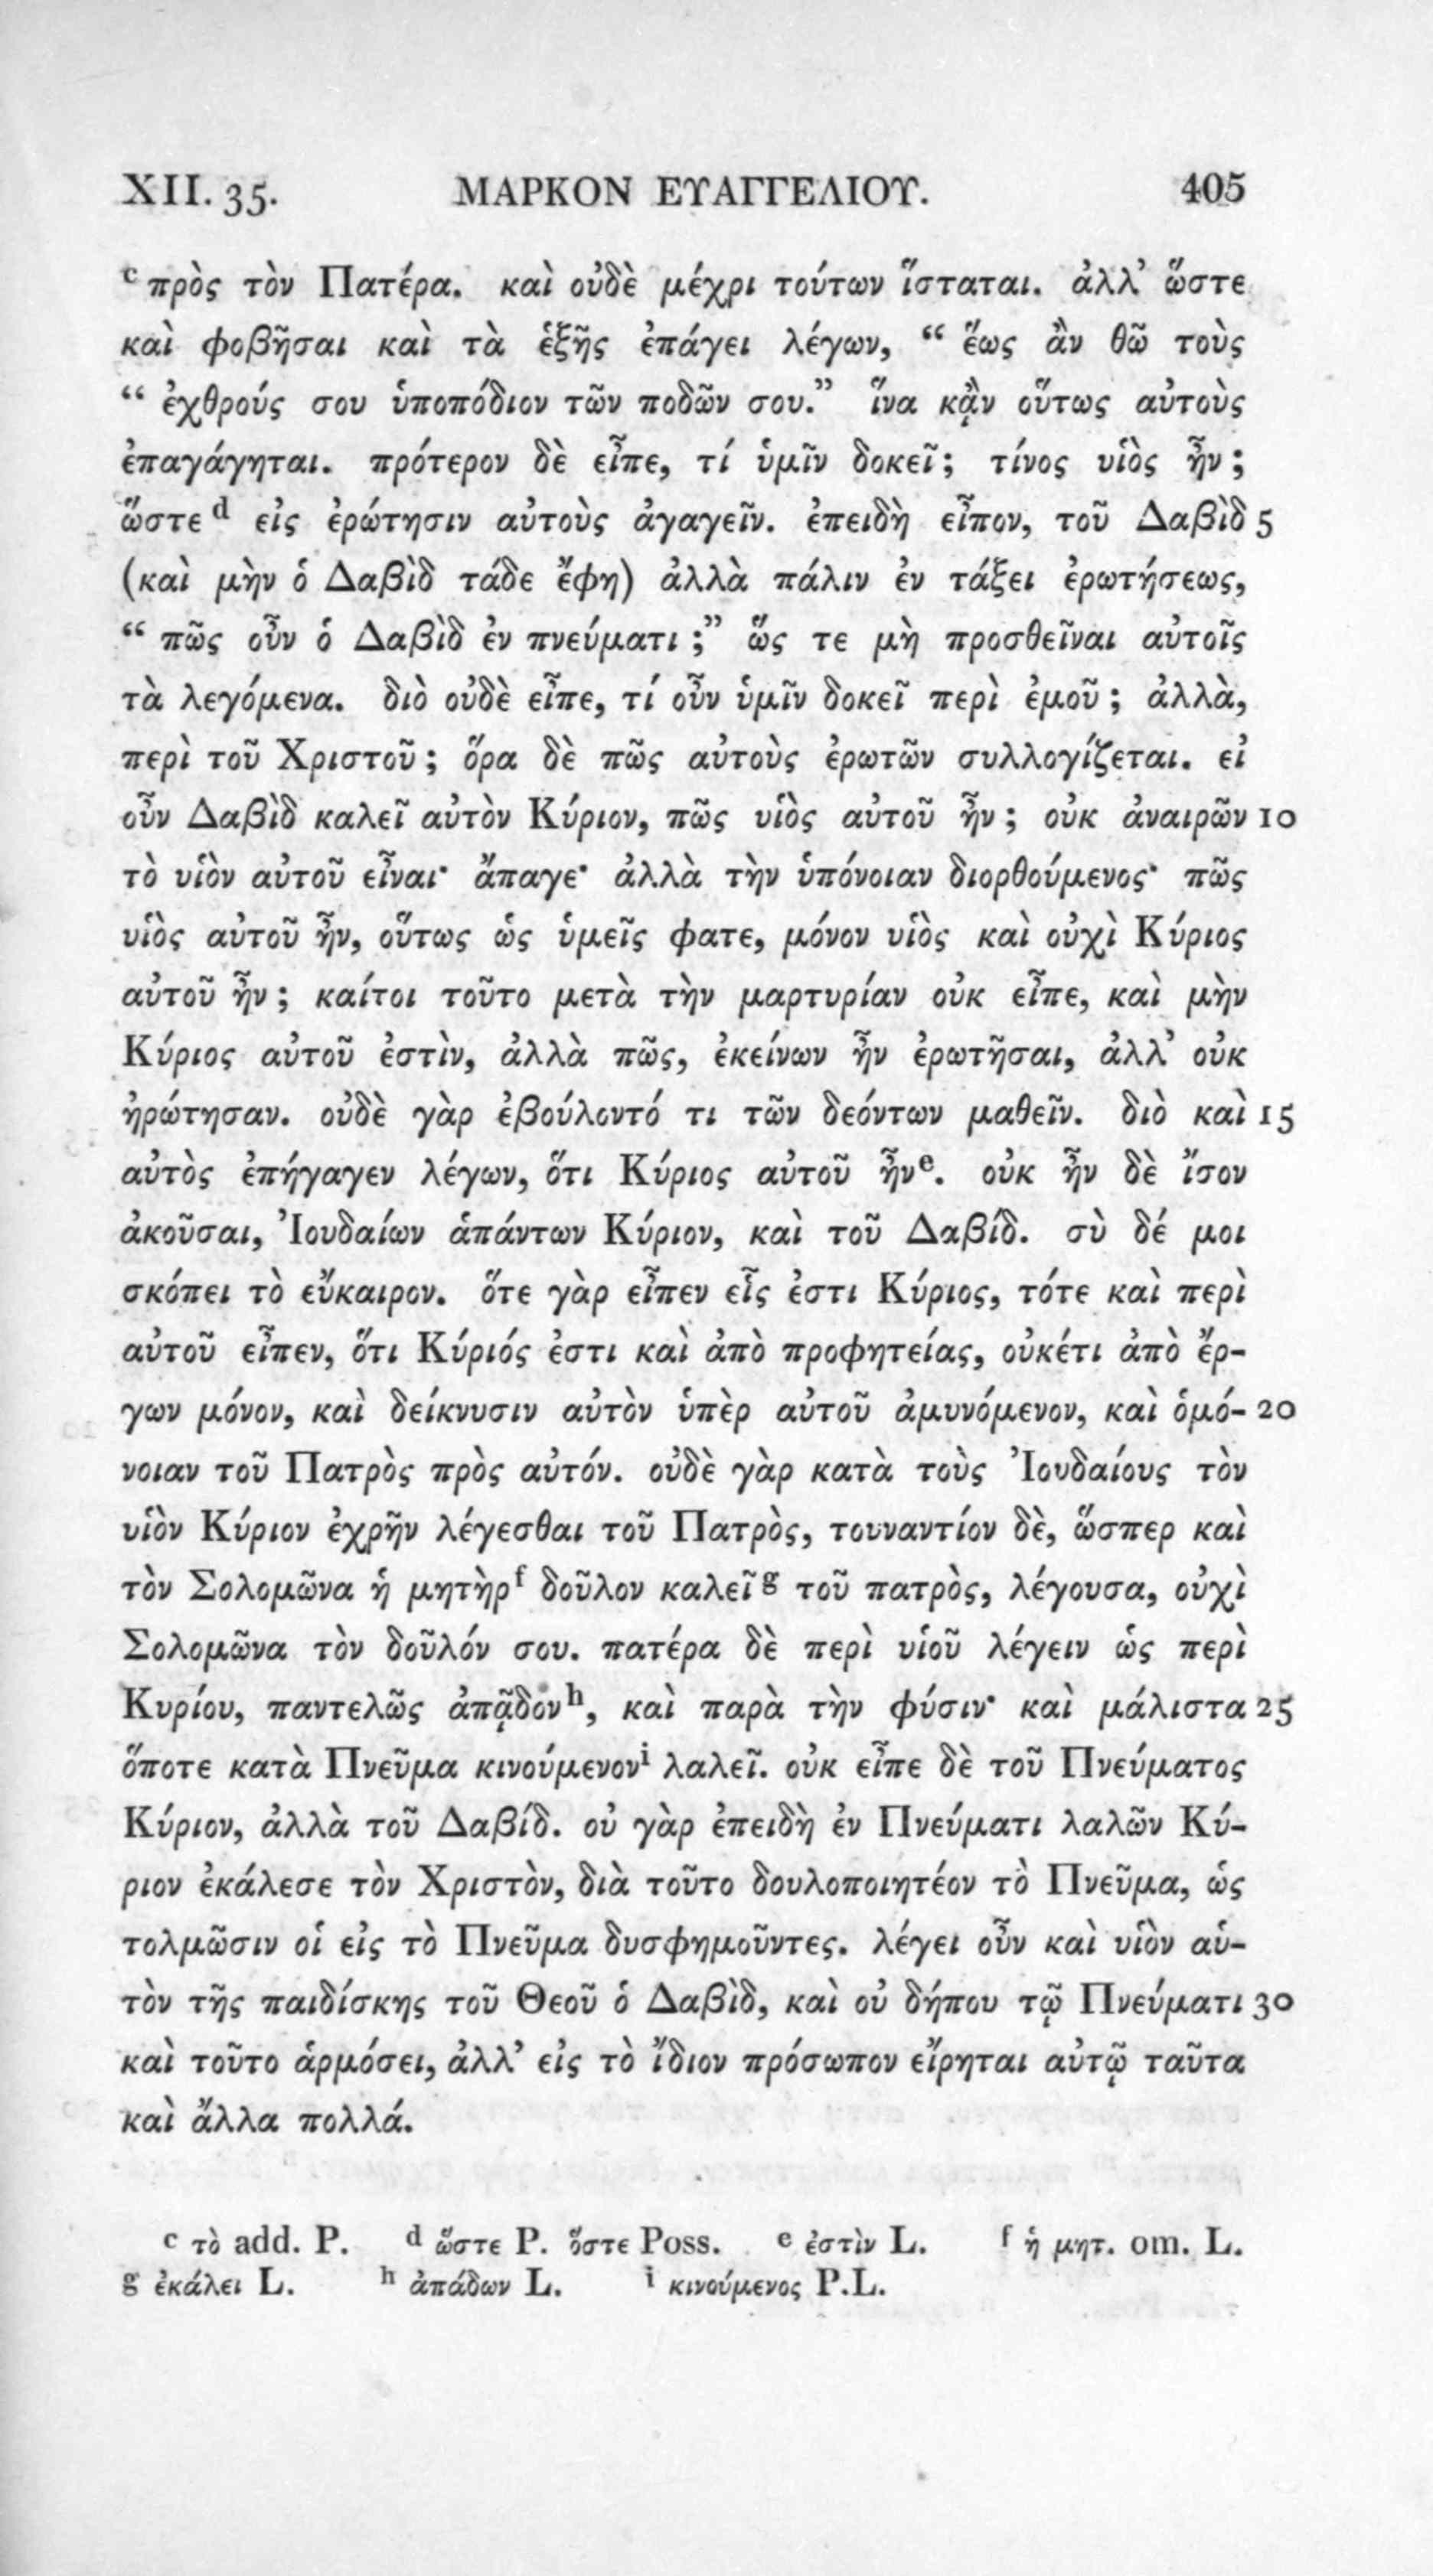 XII. 35. ΜΑΡΚΟΝ ΕΥΑΓΓΕΛΙΟΥ. 405
ᶜ πρὸς τὸν Πατέρα. καὶ οὐδὲ μέχρι τούτων ἵσταται. ἀλλ’ ὥστε
καὶ φοβῆσαι καὶ τὰ ἑξῆς ἐπάγει λέγων, “ ἕως ἂν θῶ τοὺς
“ ἐχθρούς σου ὑποπόδιον τῶν ποδῶν σου.” ἵνα κᾂν οὕτως αὐτοὺς
ἐπαγάγηται. πρότερον δὲ εἶπε, τί ὑμῖν δοκεῖ; τίνος υἱὸς ἦν;
ὥστε ᵈ εἰς ἐρώτησιν αὐτοὺς ἀγαγεῖν. ἐπειδὴ εἶπον, τοῦ Δαβὶδ 5
(καὶ μὴν ὁ Δαβὶδ τάδε ἔφη) ἀλλὰ πάλιν ἐν τάξει ἐρωτήσεως,
“ πῶς οὖν ὁ Δαβὶδ ἐν πνεύματι ;” ὥς τε μὴ προσθεῖναι αὐτοῖς
τὰ λεγόμενα. διὸ οὐδὲ εἶπε, τί οὖν ὑμῖν δοκεῖ περὶ ἐμοῦ; ἀλλὰ,
περὶ τοῦ Χριστοῦ; ὅρα δὲ πῶς αὐτοὺς ἐρωτῶν συλλογίζεται. εἰ
οὖν Δαβὶδ καλεῖ αὐτὸν Κύριον, πῶς υἱὸς αὐτοῦ ἦν; οὐκ ἀναιρῶν 10
τὸ υἱὸν αὐτοῦ εἶναι· ἄπαγε· ἀλλὰ τὴν ὑπόνοιαν διορθούμενος· πῶς
υἱὸς αὐτοῦ ἦν, οὕτως ὡς ὑμεῖς φατε, μόνον υἱὸς καὶ οὐχὶ Κύριος
αὐτοῦ ἦν; καίτοι τοῦτο μετὰ τὴν μαρτυρίαν οὐκ εἶπε, καὶ μὴν
Κύριος αὐτοῦ ἐστὶν, ἀλλὰ πῶς, ἐκείνων ἦν ἐρωτῆσαι, ἀλλ’ οὐκ
ἠρώτησαν. οὐδὲ γὰρ ἐβούλοντό τι τῶν δεόντων μαθεῖν. διὸ καὶ 15
αὐτὸς ἐπήγαγεν λέγων, ὅτι Κύριος αὐτοῦ ἦν ᵉ. οὐκ ἦν δὲ ἴσον
ἀκοῦσαι, Ἰουδαίων ἁπάντων Κύριον, καὶ τοῦ Δαβίδ. σὺ δέ μοι
σκόπει τὸ εὔκαιρον. ὅτε γὰρ εἶπεν εἷς ἐστι Κύριος, τότε καὶ περὶ
αὐτοῦ εἶπεν, ὅτι Κύριός ἐστι καὶ ἀπὸ προφητείας, οὐκέτι ἀπὸ ἔρ-
γων μόνον, καὶ δείκνυσιν αὐτὸν ὑπὲρ αὐτοῦ ἀμυνόμενον, καὶ ὁμό- 20
νοιαν τοῦ Πατρὸς πρὸς αὐτόν. οὐδὲ γὰρ κατὰ τοὺς Ἰουδαίους τὸν
υἱὸν Κύριον ἐχρῆν λέγεσθαι τοῦ Πατρὸς, τουναντίον δὲ, ὥσπερ καὶ
τὸν Σολομῶνα ἡ μητὴρ ᶠ δοῦλον καλεῖ ᵍ τοῦ πατρὸς, λέγουσα, οὐχὶ
Σολομῶνα τὸν δοῦλόν σου. πατέρα δὲ περὶ υἱοῦ λέγειν ὡς περὶ
Κυρίου, παντελῶς ἀπᾷδον ʰ, καὶ παρὰ τὴν φύσιν· καὶ μάλιστα 25
ὅποτε κατὰ Πνεῦμα κινούμενον ⁱ λαλεῖ. οὐκ εἶπε δὲ τοῦ Πνεύματος
Κύριον, ἀλλὰ τοῦ Δαβίδ. οὐ γὰρ ἐπειδὴ ἐν Πνεύματι λαλῶν Κύ-
ριον ἐκάλεσε τὸν Χριστὸν, διὰ τοῦτο δουλοποιητέον τὸ Πνεῦμα, ὡς
τολμῶσιν οἱ εἰς τὸ Πνεῦμα δυσφημοῦντες. λέγει οὖν καὶ υἱὸν αὑ-
τὸν τῆς παιδίσκης τοῦ Θεοῦ ὁ Δαβὶδ, καὶ οὐ δήπου τῷ Πνεύματι 30
καὶ τοῦτο ἁρμόσει, ἀλλ’ εἰς τὸ ἴδιον πρόσωπον εἴρηται αὐτῷ ταῦτα
καὶ ἄλλα πολλά.
ᶜ τὸ add. P. ᵈ ὥστε P. ὅστε Poss. ᵉ ἐστὶν L. ᶠ ἡ μητ. om. L.
ᵍ ἐκάλει L. ʰ ἀπάδων L. ⁱ κινούμενος P.L.